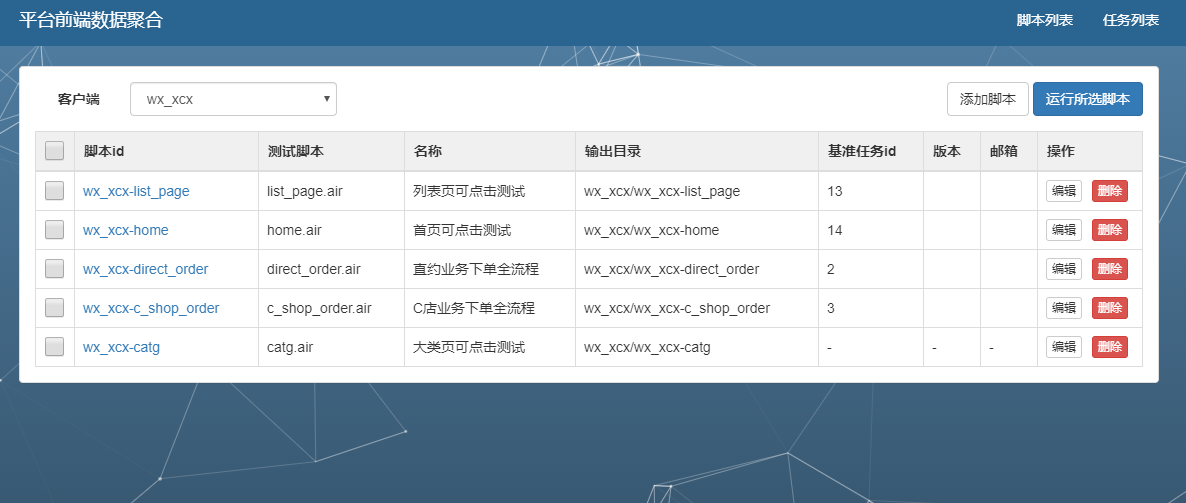 平台前端数据聚合 脚本列表 任务列表
客户端 wx_xcx 添加脚本 运行所选脚本
脚本id 测试脚本 名称 输出目录 基准任务id 版本 邮箱 操作
wx_xcx-list_page list_page.air 列表页可点击测试 wx_xcx/wx_xcx-list_page 13 编辑 删除
wx_xcx-home home.air 首页可点击测试 wx_xcx/wx_xcx-home 14 编辑 删除
wx_xcx-direct_order direct_order.air 直约业务下单全流程 wx_xcx/wx_xcx-direct_order 2 编辑 删除
wx_xcx-c_shop_order c_shop_order.air C店业务下单全流程 wx_xcx/wx_xcx-c_shop_order 3 编辑 删除
wx_xcx-catg catg.air 大类页可点击测试 wx_xcx/wx_xcx-catg - - - 编辑 删除